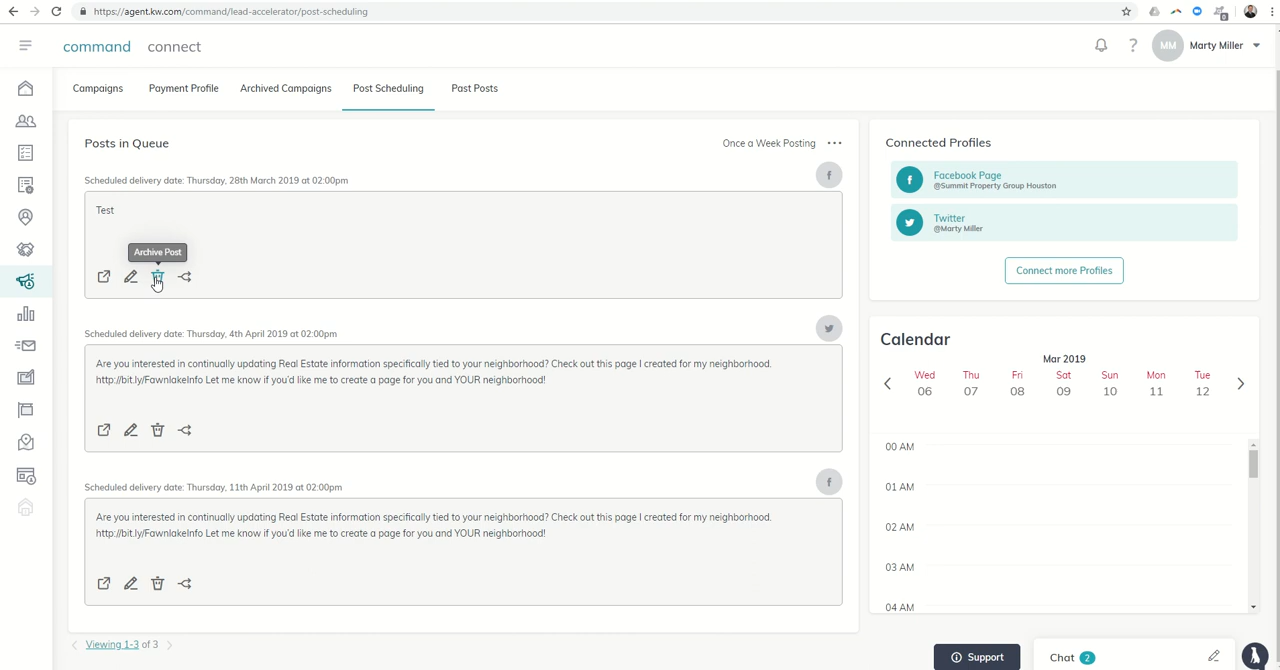 https://agent.kw.com/command/lead-accelerator/post-scheduling
0
command connect
? MM Marty Miller
Campaigns Payment Profile Archived Campaigns Post Scheduling Past Posts
Posts in Queue
Once a Week Posting ...
Scheduled delivery date: Thursday, 28th March 2019 at 02:00pm
f
Test
Archive Post
Scheduled delivery date: Thursday, 4th April 2019 at 02:00pm
Are you interested in continually updating Real Estate information specifically tied to your neighborhood? Check out this page I created for my neighborhood.
http://bit.ly/FawnlakeInfo Let me know if you'd like me to create a page for you and YOUR neighborhood!
Scheduled delivery date: Thursday, 11th April 2019 at 02:00pm
f
Are you interested in continually updating Real Estate information specifically tied to your neighborhood? Check out this page I created for my neighborhood.
http://bit.ly/FawnlakeInfo Let me know if you'd like me to create a page for you and YOUR neighborhood!
Viewing 1-3 of 3
Connected Profiles
f
Facebook Page
@Summit Property Group Houston
Twitter
@Marty Miller
Connect more Profiles
Calendar
Mar 2019
Wed Thu Fri Sat Sun Mon Tue
06 07 08 09 10 11 12
00 AM
01 AM
02 AM
03 AM
04 AM
Support
Chat 2